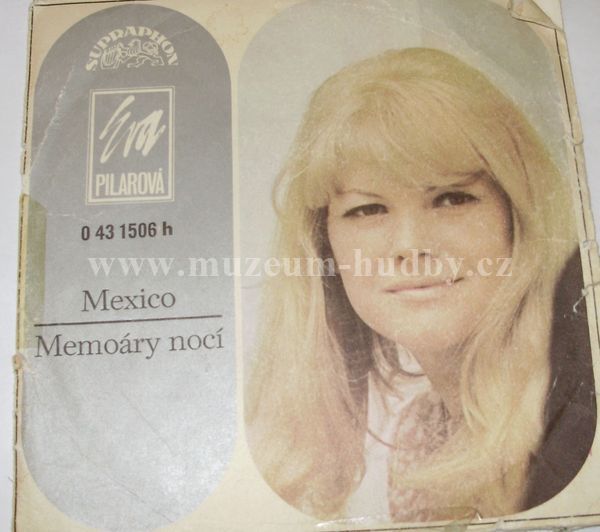 SUPRAPHON
Eva
PILAROVÁ
0 43 1506 h
www.muzeum-hudby.cz
Mexico
Memoáry nocí